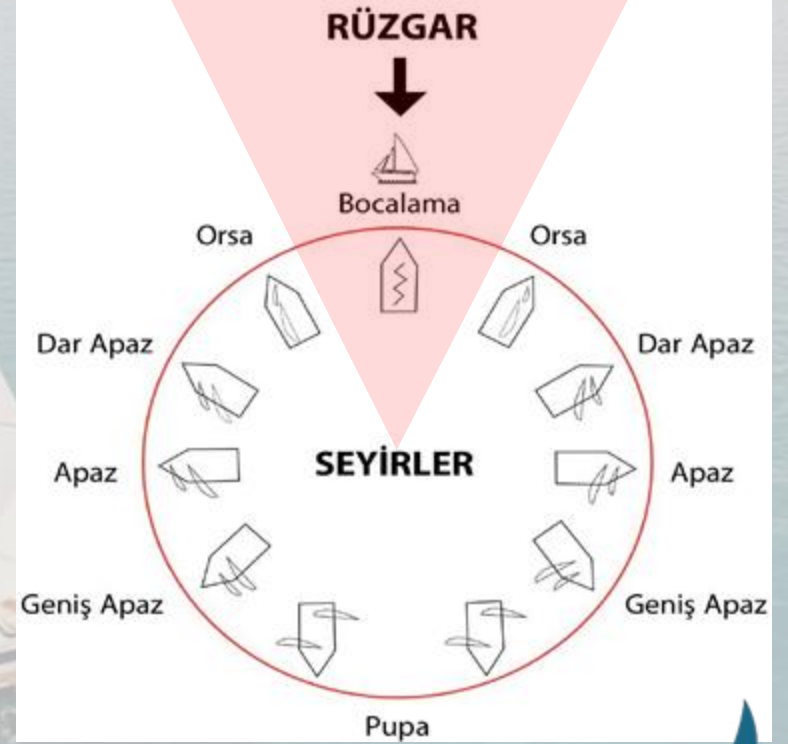 RÜZGAR
Bocalama
Orsa
Orsa
Dar Apaz
Dar Apaz
Apaz
SEYİRLER
Apaz
Geniş Apaz
Geniş Apaz
Pupa